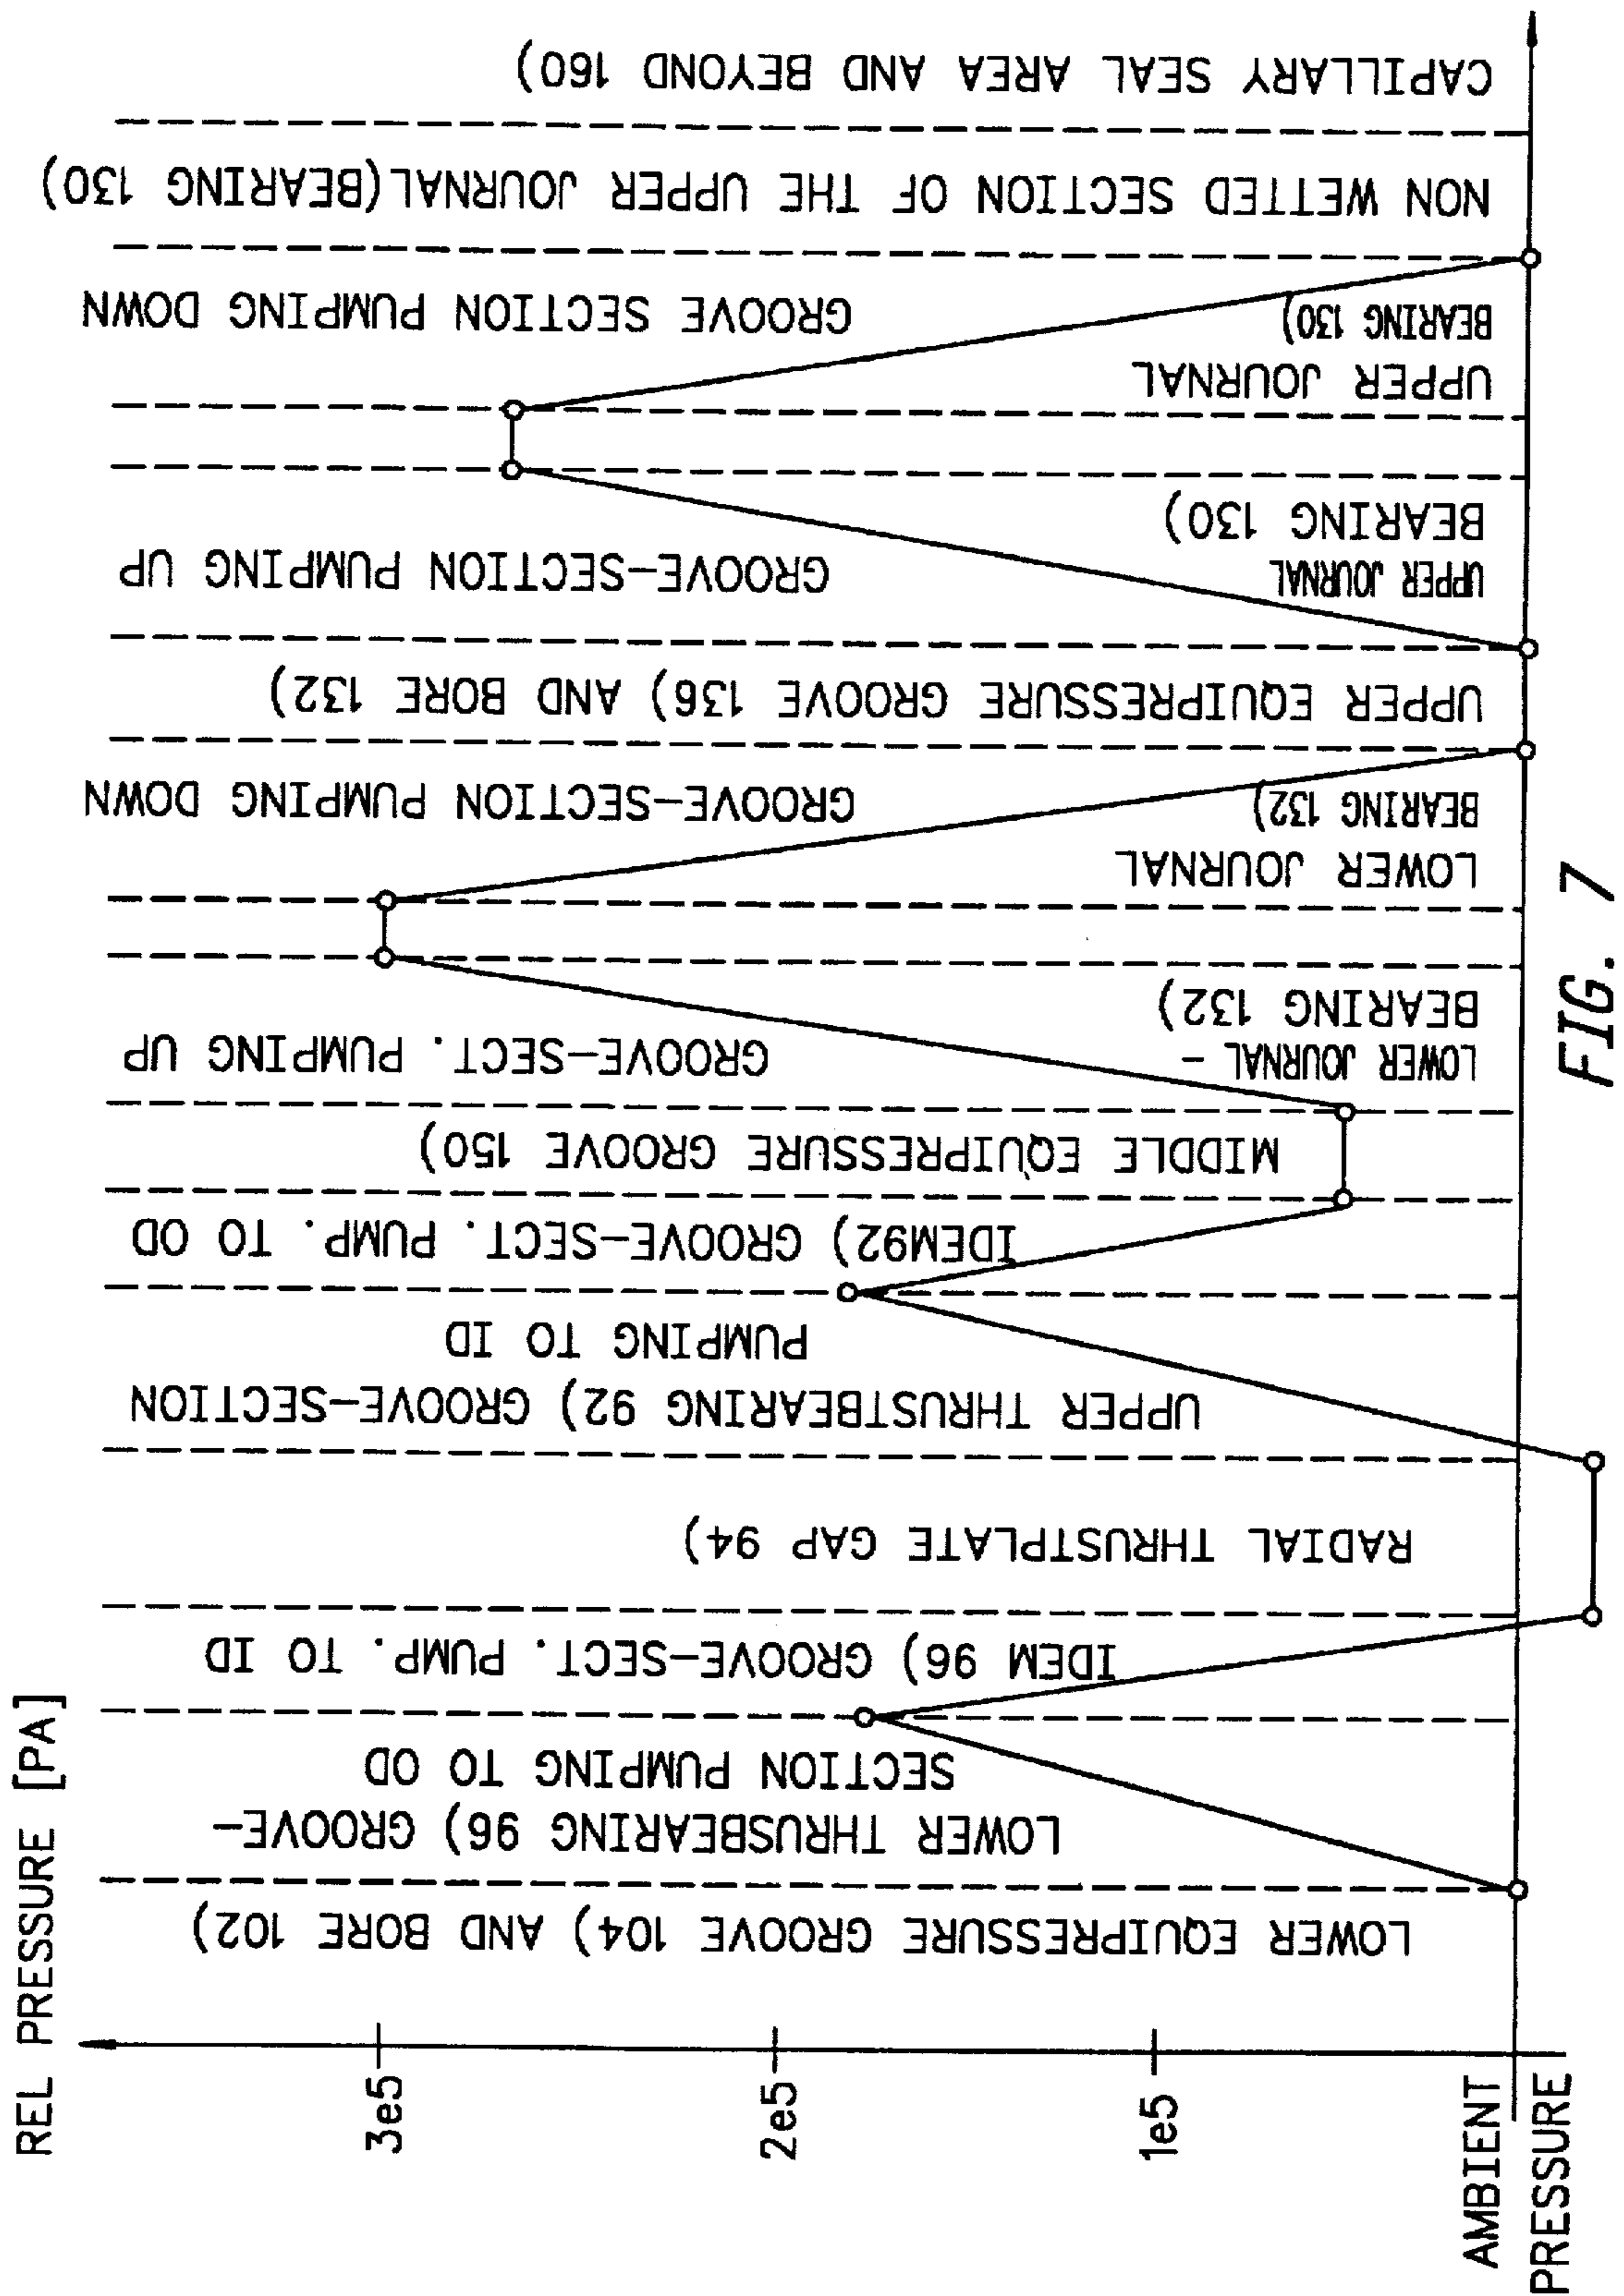 REL PRESSURE [PA]
3e5
2e5
1e5
AMBIENT
PRESSURE
LOWER EQUIPRESSURE GROOVE 104) AND BORE 102)
LOWER THRUSBEARING 96) GROOVE–
SECTION PUMPING TO OD
IDEM 96) GROOVE–SECT. PUMP. TO ID
RADIAL THRUSTPLATE GAP 94)
UPPER THRUSTBEARING 92) GROOVE–SECTION
PUMPING TO ID
IDEM92) GROOVE–SECT. PUMP. TO OD
MIDDLE EQUIPRESSURE GROOVE 150)
LOWER JOURNAL –
BEARING 132)
GROOVE–SECT. PUMPING UP
LOWER JOURNAL
BEARING 132)
GROOVE–SECTION PUMPING DOWN
UPPER EQUIPRESSURE GROOVE 136) AND BORE 132)
UPPER JOURNAL
BEARING 130)
GROOVE–SECTION PUMPING UP
UPPER JOURNAL
BEARING 130)
GROOVE SECTION PUMPING DOWN
NON WETTED SECTION OF THE UPPER JOURNAL(BEARING 130)
CAPILLARY SEAL AREA AND BEYOND 160)
FIG. 7